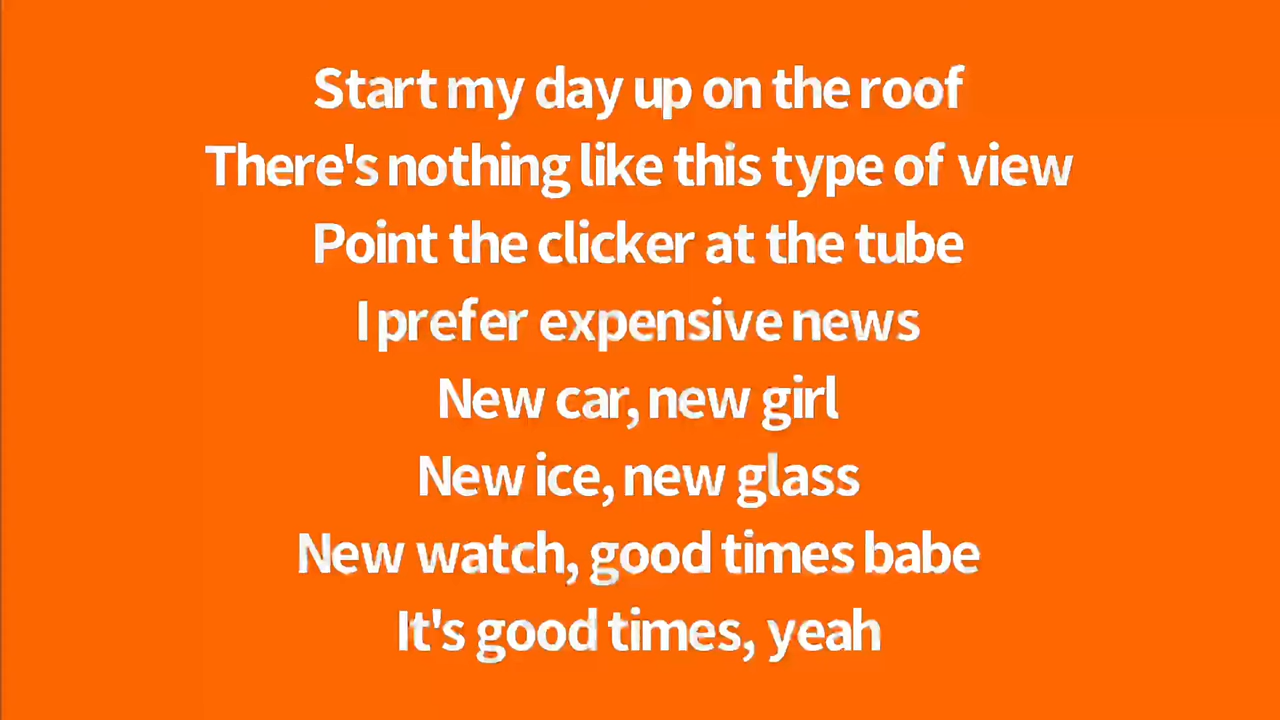 Start my day up on the roof
There's nothing like this type of view
Point the clicker at the tube
I prefer expensive news
New car, new girl
New ice, new glass
New watch, good times babe
It's good times, yeah